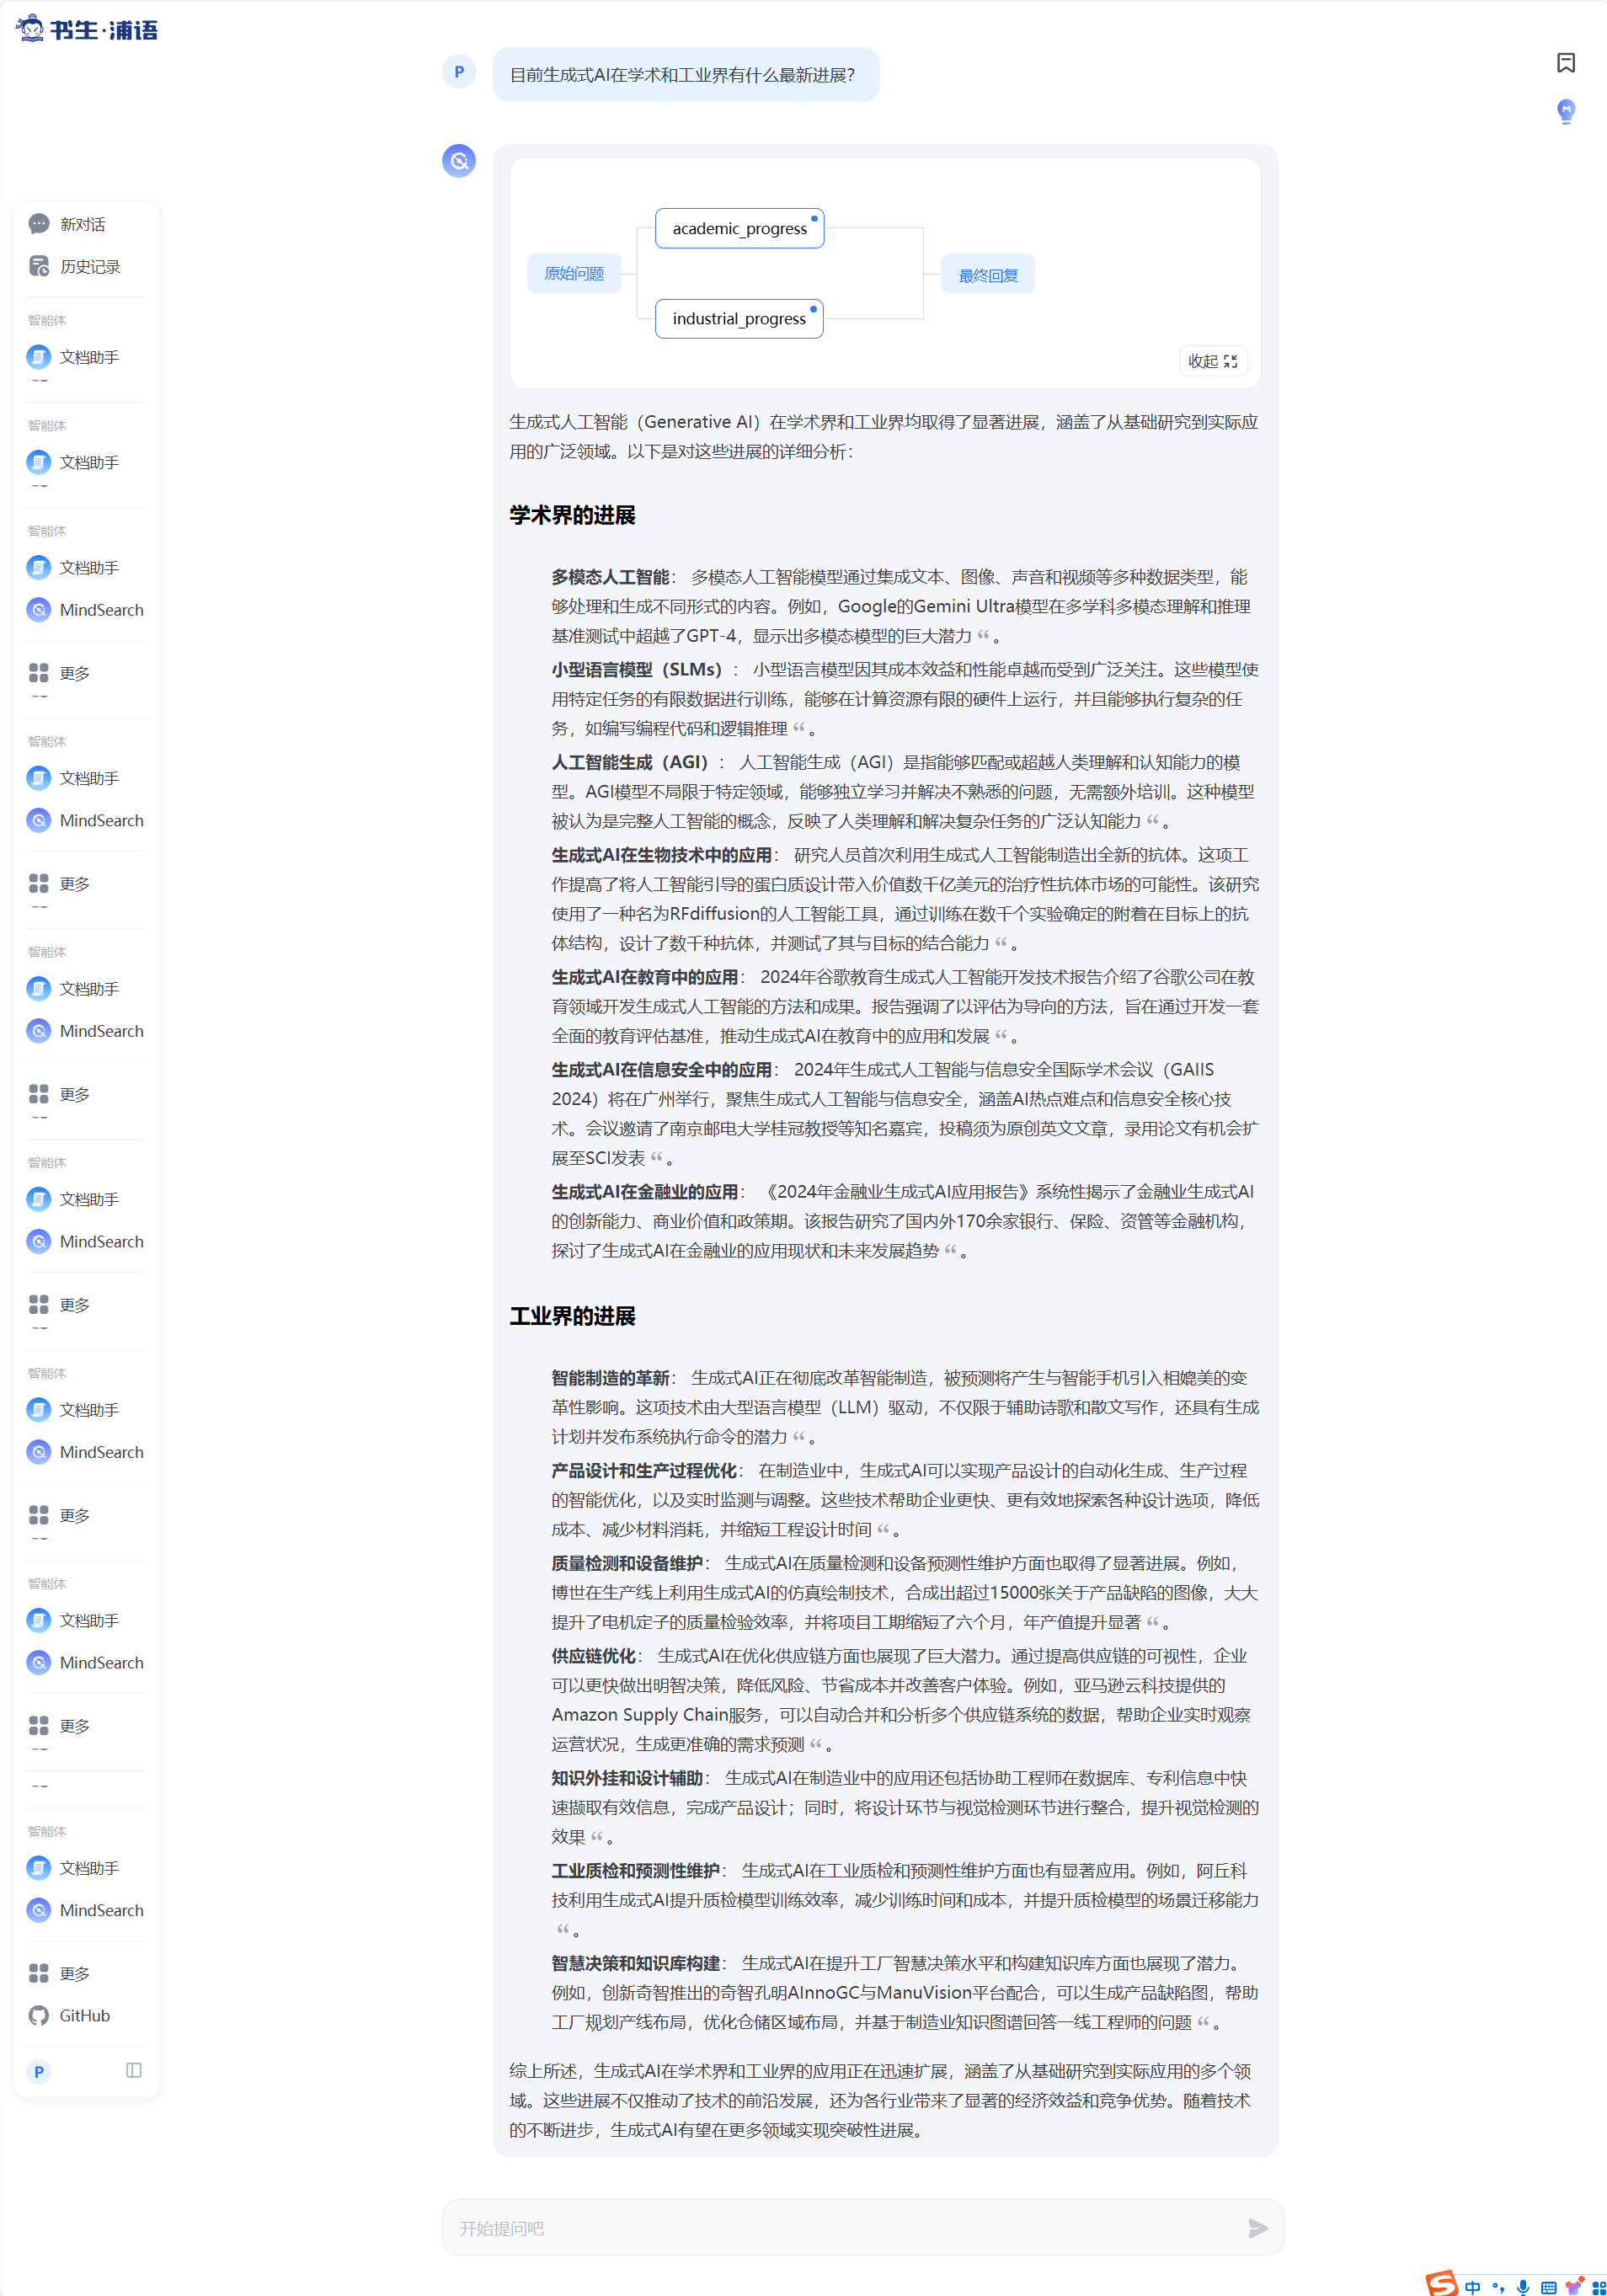 书生·浦语
P
目前生成式AI在学术和工业界有什么最新进展？
新对话
历史记录
智能体
文档助手
智能体
文档助手
智能体
文档助手
MindSearch
更多
智能体
文档助手
MindSearch
更多
智能体
文档助手
MindSearch
更多
智能体
文档助手
MindSearch
更多
智能体
文档助手
MindSearch
更多
智能体
文档助手
MindSearch
更多
智能体
文档助手
MindSearch
更多
GitHub
P
原始问题
academic_progress
industrial_progress
最终回复
收起
生成式人工智能（Generative AI）在学术界和工业界均取得了显著进展，涵盖了从基础研究到实际应
用的广泛领域。以下是对这些进展的详细分析：
学术界的进展
多模态人工智能： 多模态人工智能模型通过集成文本、图像、声音和视频等多种数据类型，能
够处理和生成不同形式的内容。例如，Google的Gemini Ultra模型在多学科多模态理解和推理
基准测试中超越了GPT-4，显示出多模态模型的巨大潜力 “ 。
小型语言模型（SLMs）： 小型语言模型因其成本效益和性能卓越而受到广泛关注。这些模型使
用特定任务的有限数据进行训练，能够在计算资源有限的硬件上运行，并且能够执行复杂的任
务，如编写编程代码和逻辑推理 “ 。
人工智能生成（AGI）： 人工智能生成（AGI）是指能够匹配或超越人类理解和认知能力的模
型。AGI模型不局限于特定领域，能够独立学习并解决不熟悉的问题，无需额外培训。这种模型
被认为是完整人工智能的概念，反映了人类理解和解决复杂任务的广泛认知能力 “ 。
生成式AI在生物技术中的应用： 研究人员首次利用生成式人工智能制造出全新的抗体。这项工
作提高了将人工智能引导的蛋白质设计带入价值数千亿美元的治疗性抗体市场的可能性。该研究
使用了一种名为RFdiffusion的人工智能工具，通过训练在数千个实验确定的附着在目标上的抗
体结构，设计了数千种抗体，并测试了其与目标的结合能力 “ 。
生成式AI在教育中的应用： 2024年谷歌教育生成式人工智能开发技术报告介绍了谷歌公司在教
育领域开发生成式人工智能的方法和成果。报告强调了以评估为导向的方法，旨在通过开发一套
全面的教育评估基准，推动生成式AI在教育中的应用和发展 “ 。
生成式AI在信息安全中的应用： 2024年生成式人工智能与信息安全国际学术会议（GAIIS
2024）将在广州举行，聚焦生成式人工智能与信息安全，涵盖AI热点难点和信息安全核心技
术。会议邀请了南京邮电大学桂冠教授等知名嘉宾，投稿须为原创英文文章，录用论文有机会扩
展至SCI发表 “ 。
生成式AI在金融业的应用： 《2024年金融业生成式AI应用报告》系统性揭示了金融业生成式AI
的创新能力、商业价值和政策期。该报告研究了国内外170余家银行、保险、资管等金融机构，
探讨了生成式AI在金融业的应用现状和未来发展趋势 “ 。
工业界的进展
智能制造的革新： 生成式AI正在彻底改革智能制造，被预测将产生与智能手机引入相媲美的变
革性影响。这项技术由大型语言模型（LLM）驱动，不仅限于辅助诗歌和散文写作，还具有生成
计划并发布系统执行命令的潜力 “ 。
产品设计和生产过程优化： 在制造业中，生成式AI可以实现产品设计的自动化生成、生产过程
的智能优化，以及实时监测与调整。这些技术帮助企业更快、更有效地探索各种设计选项，降低
成本、减少材料消耗，并缩短工程设计时间 “ 。
质量检测和设备维护： 生成式AI在质量检测和设备预测性维护方面也取得了显著进展。例如，
博世在生产线上利用生成式AI的仿真绘制技术，合成出超过15000张关于产品缺陷的图像，大大
提升了电机定子的质量检验效率，并将项目工期缩短了六个月，年产值提升显著 “ 。
供应链优化： 生成式AI在优化供应链方面也展现了巨大潜力。通过提高供应链的可视性，企业
可以更快做出明智决策，降低风险、节省成本并改善客户体验。例如，亚马逊云科技提供的
Amazon Supply Chain服务，可以自动合并和分析多个供应链系统的数据，帮助企业实时观察
运营状况，生成更准确的需求预测 “ 。
知识外挂和设计辅助： 生成式AI在制造业中的应用还包括协助工程师在数据库、专利信息中快
速撷取有效信息，完成产品设计；同时，将设计环节与视觉检测环节进行整合，提升视觉检测的
效果 “ 。
工业质检和预测性维护： 生成式AI在工业质检和预测性维护方面也有显著应用。例如，阿丘科
技利用生成式AI提升质检模型训练效率，减少训练时间和成本，并提升质检模型的场景迁移能力
“ 。
智慧决策和知识库构建： 生成式AI在提升工厂智慧决策水平和构建知识库方面也展现了潜力。
例如，创新奇智推出的奇智孔明AInnoGC与ManuVision平台配合，可以生成产品缺陷图，帮助
工厂规划产线布局，优化仓储区域布局，并基于制造业知识图谱回答一线工程师的问题 “ 。
综上所述，生成式AI在学术界和工业界的应用正在迅速扩展，涵盖了从基础研究到实际应用的多个领
域。这些进展不仅推动了技术的前沿发展，还为各行业带来了显著的经济效益和竞争优势。随着技术
的不断进步，生成式AI有望在更多领域实现突破性进展。
开始提问吧
中